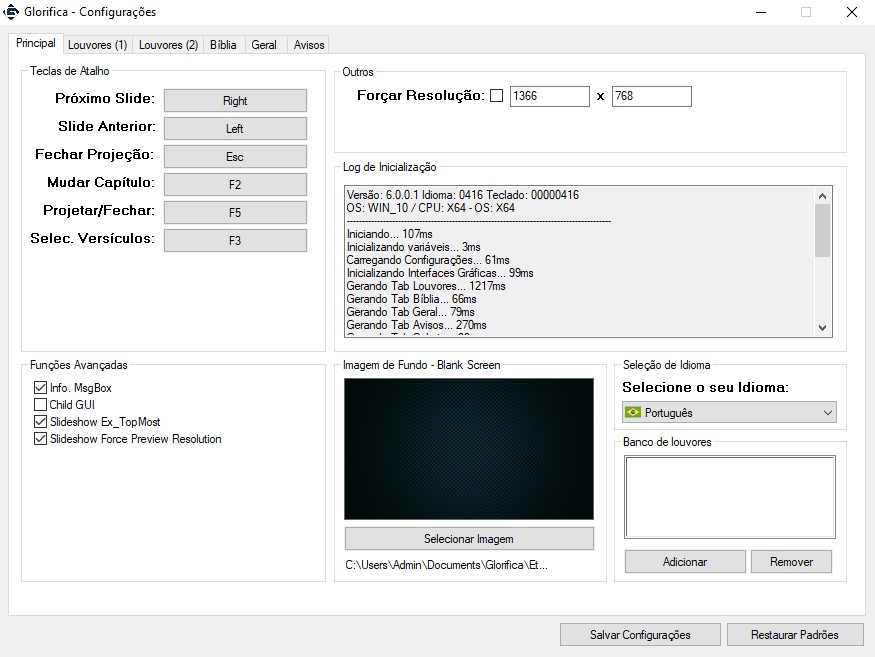 Glorifica - Configurações
Principal
Louvores (1)
Louvores (2)
Bíblia
Geral
Avisos
Teclas de Atalho
Próximo Slide:
Right
Slide Anterior:
Left
Fechar Projeção:
Esc
Mudar Capítulo:
F2
Projetar/Fechar:
F5
Selec. Versículos:
F3
Outros
Forçar Resolução:
1366
x
768
Log de Inicialização
Versão: 6.0.0.1 Idioma: 0416 Teclado: 00000416
OS: WIN_10 / CPU: X64 - OS: X64
Iniciando... 107ms
Inicializando variáveis... 3ms
Carregando Configurações... 61ms
Inicializando Interfaces Gráficas... 99ms
Gerando Tab Louvores... 1217ms
Gerando Tab Bíblia... 66ms
Gerando Tab Geral... 79ms
Gerando Tab Avisos... 270ms
Funções Avançadas
Info. MsgBox
Child GUI
Slideshow Ex_TopMost
Slideshow Force Preview Resolution
Imagem de Fundo - Blank Screen
Selecionar Imagem
C:\Users\Admin\Documents\Glorifica\Et...
Seleção de Idioma
Selecione o seu Idioma:
Português
Banco de louvores
Adicionar
Remover
Salvar Configurações
Restaurar Padrões